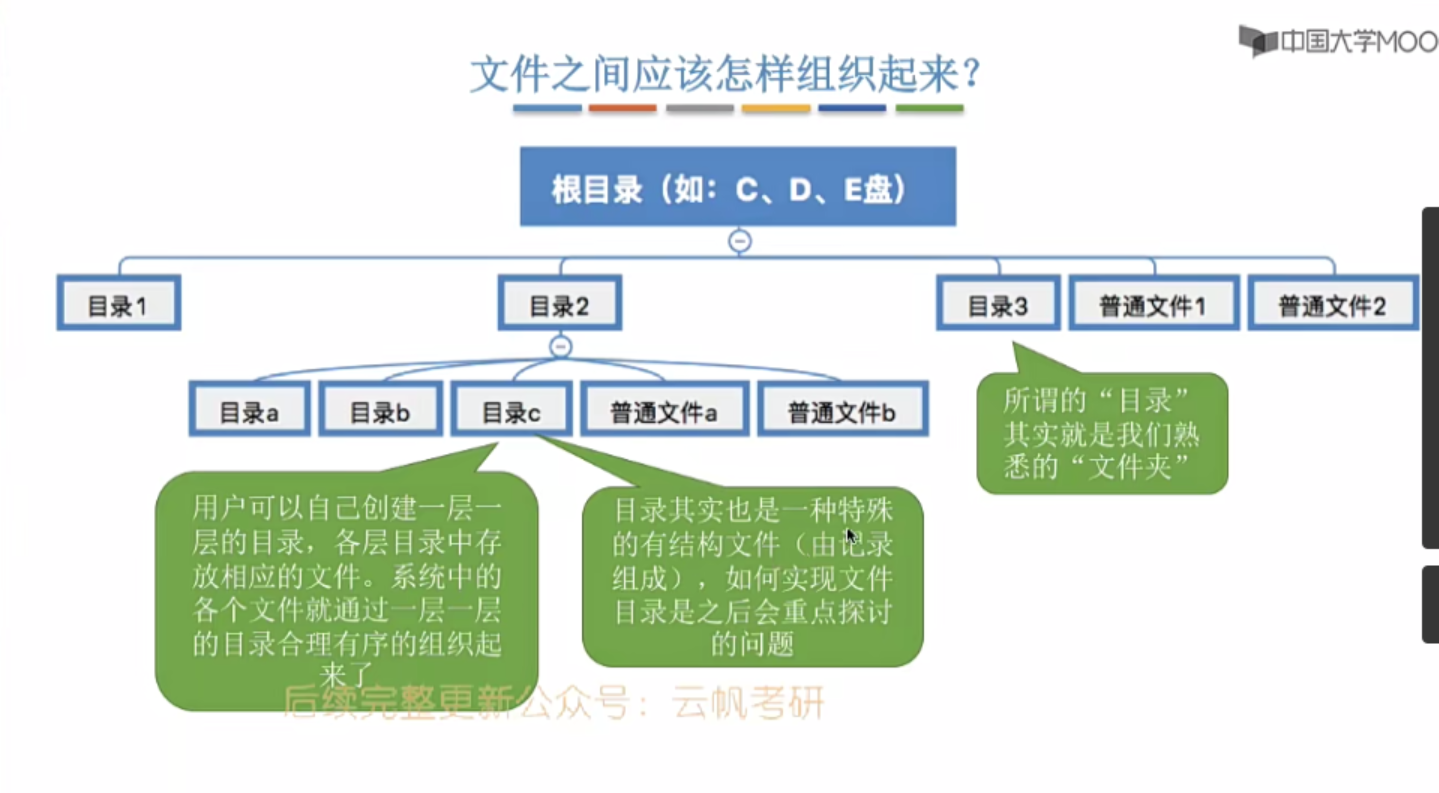 中国大学MOO
文件之间应该怎样组织起来？
根目录（如：C、D、E盘）
目录1
目录2
目录3
普通文件1
普通文件2
目录a
目录b
目录c
普通文件a
普通文件b
所谓的“目录”
其实就是我们熟
悉的“文件夹”
用户可以自己创建一层一
层的目录，各层目录中存
放相应的文件。系统中的
各个文件就通过一层一层
的目录合理有序的组织起
来了
目录其实也是一种特殊
的有结构文件（由记录
组成），如何实现文件
目录是之后会重点探讨
的问题
后续完整更新公众号：云帆考研